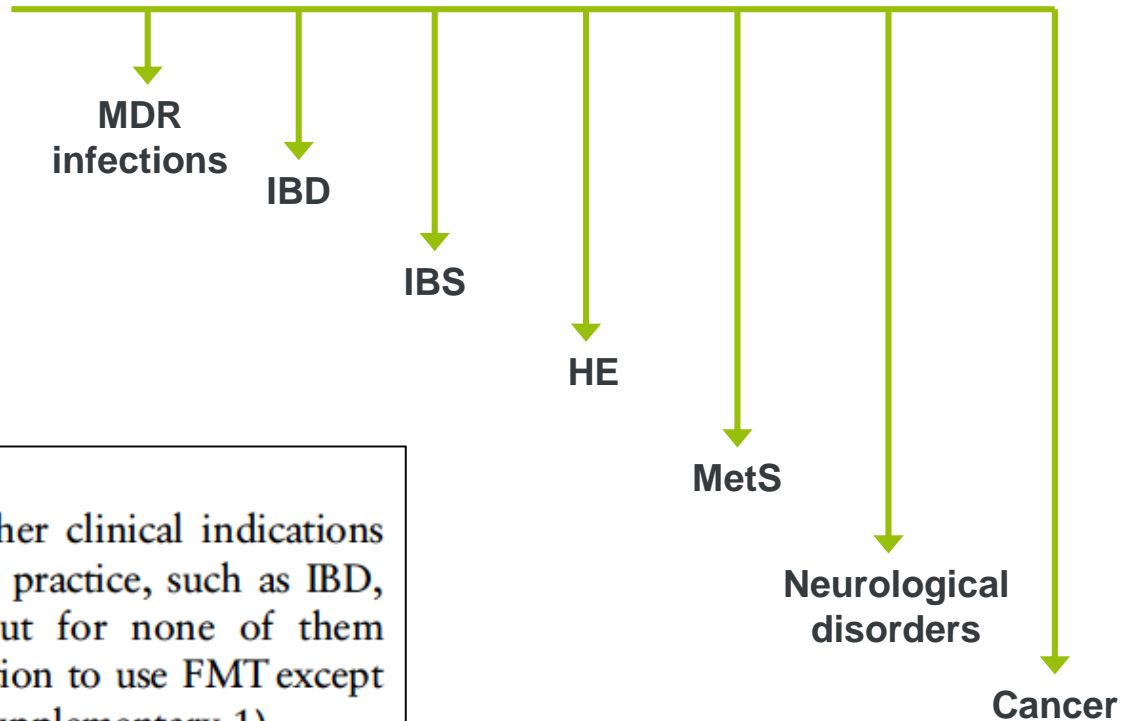 MDR
infections
IBD
IBS
HE
MetS
Neurological
disorders
Cancer
her clinical indications
practice, such as IBD,
ut for none of them
ion to use FMT except